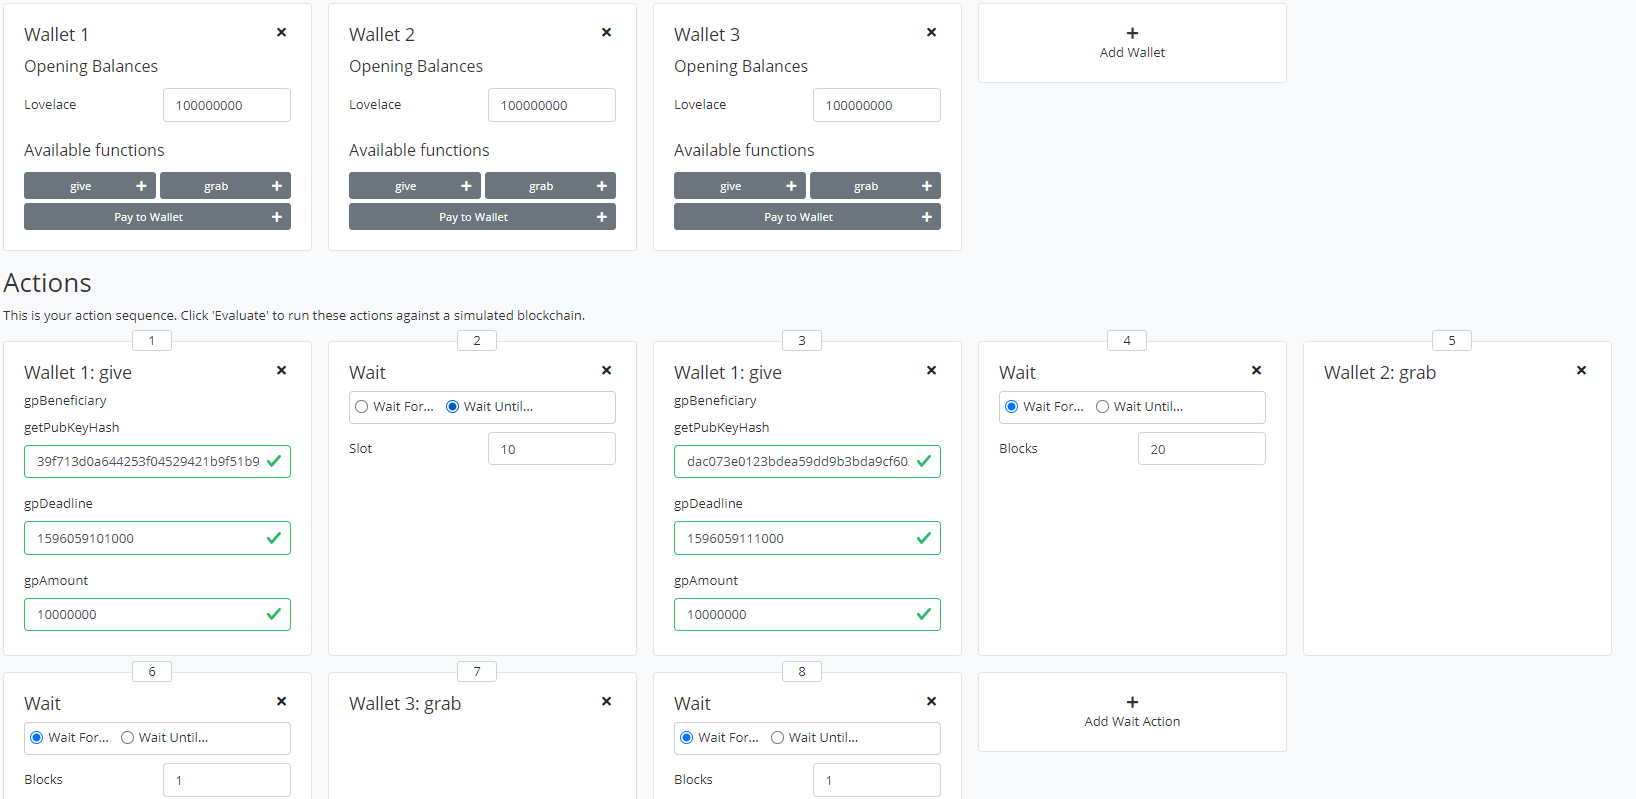 Wallet 1
Opening Balances
Lovelace 100000000
Available functions
give
grab
Pay to Wallet
Wallet 2
Opening Balances
Lovelace 100000000
Available functions
give
grab
Pay to Wallet
Wallet 3
Opening Balances
Lovelace 100000000
Available functions
give
grab
Pay to Wallet
Add Wallet
Actions
This is your action sequence. Click 'Evaluate' to run these actions against a simulated blockchain.
1
Wallet 1: give
gpBeneficiary
getPubKeyHash
39f713d0a644253f04529421b9f51b9
gpDeadline
1596059101000
gpAmount
10000000
2
Wait
Wait For... Wait Until...
Slot 10
3
Wallet 1: give
gpBeneficiary
getPubKeyHash
dac073e0123bdea59dd9b3bda9cf60
gpDeadline
1596059111000
gpAmount
10000000
4
Wait
Wait For... Wait Until...
Blocks 20
5
Wallet 2: grab
6
Wait
Wait For... Wait Until...
Blocks 1
7
Wallet 3: grab
8
Wait
Wait For... Wait Until...
Blocks 1
Add Wait Action